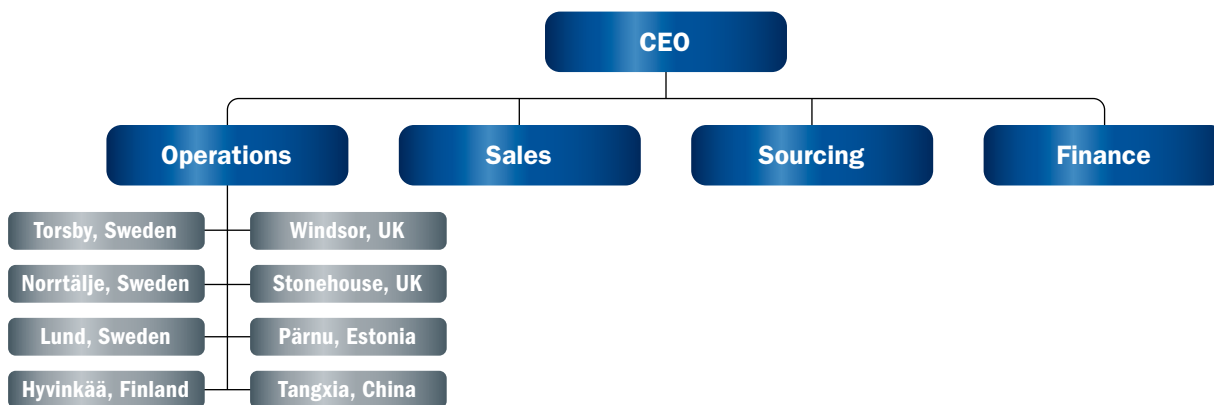 CEO
Operations
Sales
Sourcing
Finance
Torsby, Sweden
Windsor, UK
Norrtälje, Sweden
Stonehouse, UK
Lund, Sweden
Pärnu, Estonia
Hyvinkää, Finland
Tangxia, China